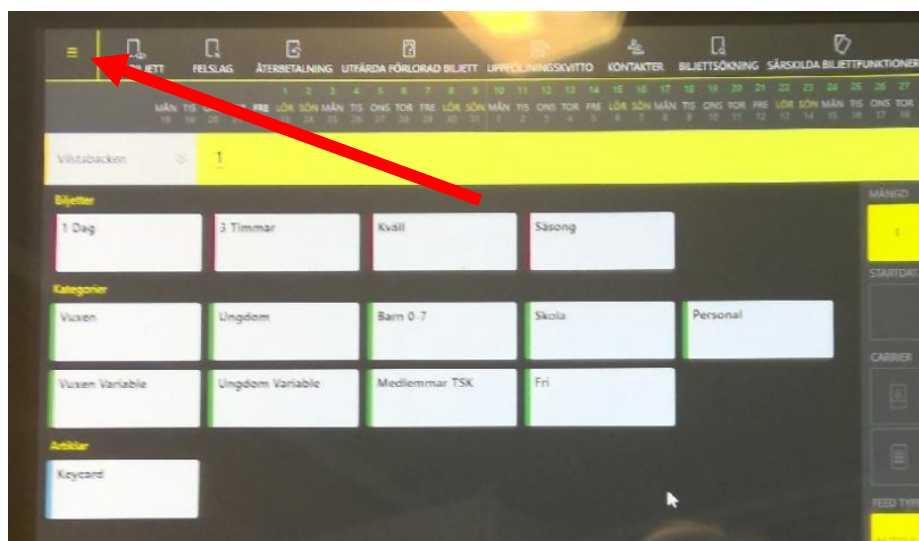 BILJETT FELSLAG ÅTERBETALNING UTFÄRDA FÖRLORAD BILJETT UPPFÖLJNINGSKVITTO KONTAKTER BILJETTSÖKNING SÄRSKILDA BILJETTFUNKTIONER
1 2 3 4 5 6 7 8 9 10 11 12 13 14 15 16 17 18 19 20 21 22 23 24 25 26 27
MÅN TIS FRE LÖR SÖN MÅN TIS ONS TOR FRE LÖR SÖN MÅN TIS ONS TOR FRE LÖR SÖN MÅN TIS ONS TOR FRE LÖR SÖN MÅN TIS ONS TOR
Vilstabacken 1
Biljetter
MÄNGD
1 Dag 3 Timmar Kväll Säsong
1
Kategorier
STARTDAT
Vuxen Ungdom Barn 0-7 Skola Personal
CARRIER
Vuxen Variable Ungdom Variable Medlemmar TSK Fri
Artiklar
Keycard
FEED TYP